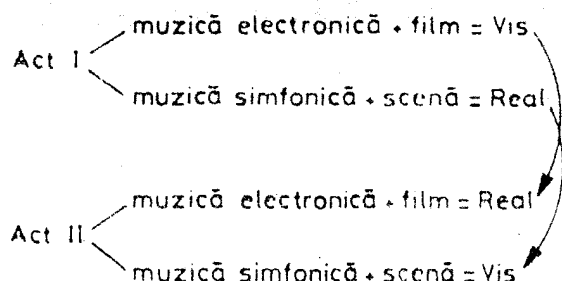 muzică electronică + film = Vis
Act I
muzică simfonică + scenă = Real
muzică electronică + film = Real
Act II
muzică simfonică + scenă = Vis